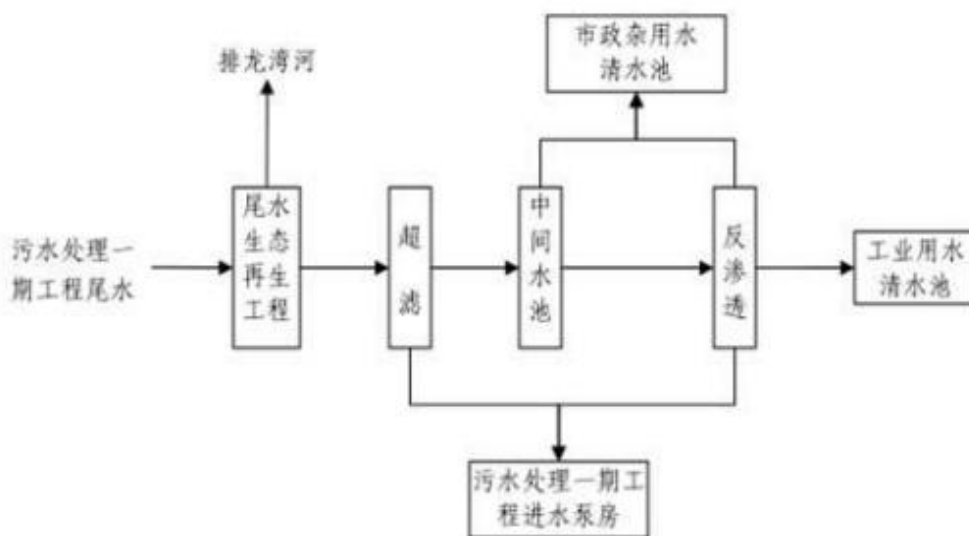 市政杂用水
清水池
排龙湾河
污水处理一
期工程尾水
尾水
生态
再生
工程
超
滤
中
间
水
池
反
渗
透
工业用水
清水池
污水处理一期工
程进水泵房